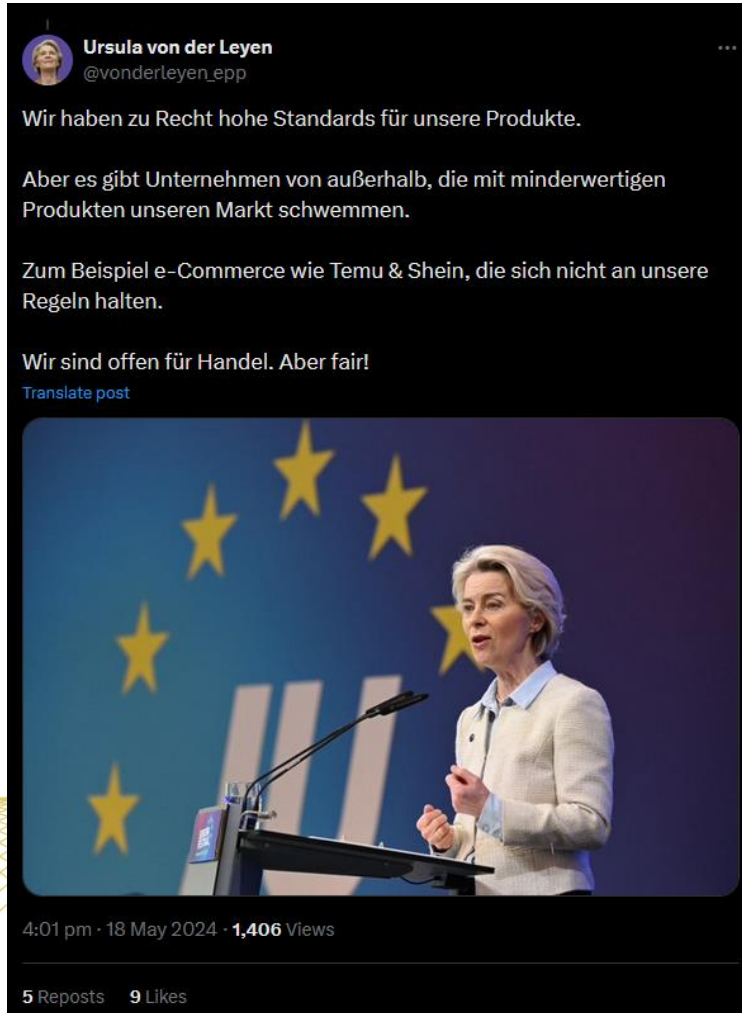 Ursula von der Leyen
@vonderleyen_epp
Wir haben zu Recht hohe Standards für unsere Produkte.
Aber es gibt Unternehmen von außerhalb, die mit minderwertigen
Produkten unseren Markt schwemmen.
Zum Beispiel e-Commerce wie Temu & Shein, die sich nicht an unsere
Regeln halten.
Wir sind offen für Handel. Aber fair!
Translate post
4:01 pm · 18 May 2024 · 1,406 Views
5 Reposts 9 Likes